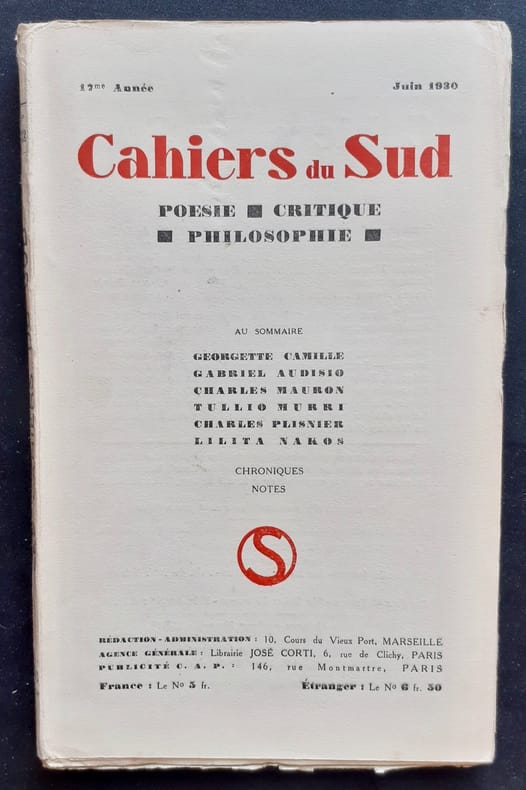 17me Année Juin 1930
Cahiers du Sud
POESIE ■ CRITIQUE
■ PHILOSOPHIE ■
AU SOMMAIRE
GEORGETTE CAMILLE
GABRIEL AUDISIO
CHARLES MAURON
TULLIO MURRI
CHARLES PLISNIER
LILITA NAKOS
CHRONIQUES
NOTES
S
RÉDACTION-ADMINISTRATION : 10, Cours du Vieux Port, MARSEILLE
AGENCE GÉNÉRALE : Librairie JOSÉ CORTI, 6, rue de Clichy, PARIS
PUBLICITÉ C. A. P. : 146, rue Montmartre, PARIS
France : Le No 5 fr. Étranger : Le No 6 fr. 50